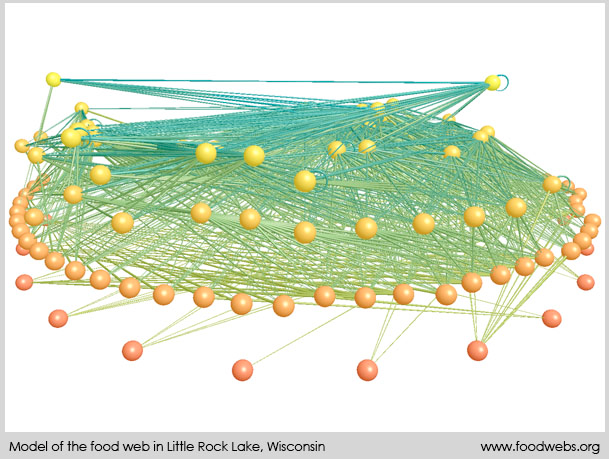 Model of the food web in Little Rock Lake, Wisconsin www.foodwebs.org